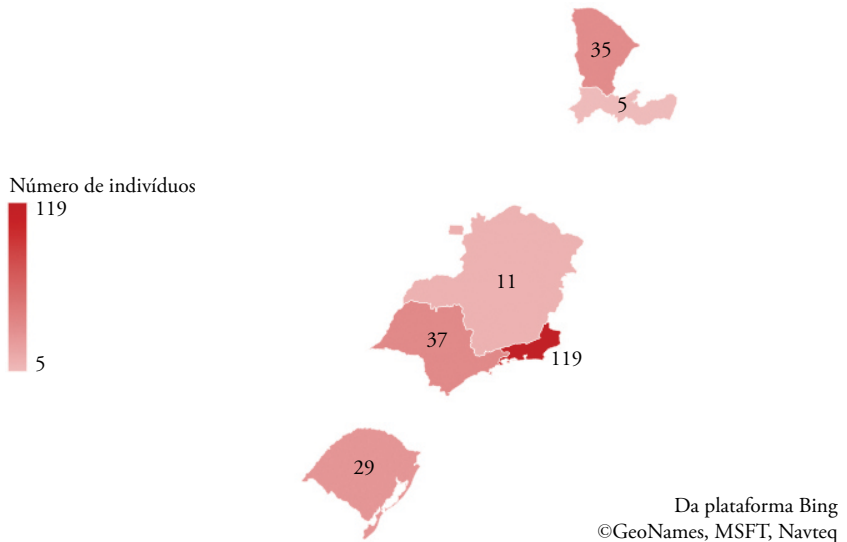 35
5
Número de indivíduos
119
5
11
37
119
29
Da plataforma Bing
©GeoNames, MSFT, Navteq